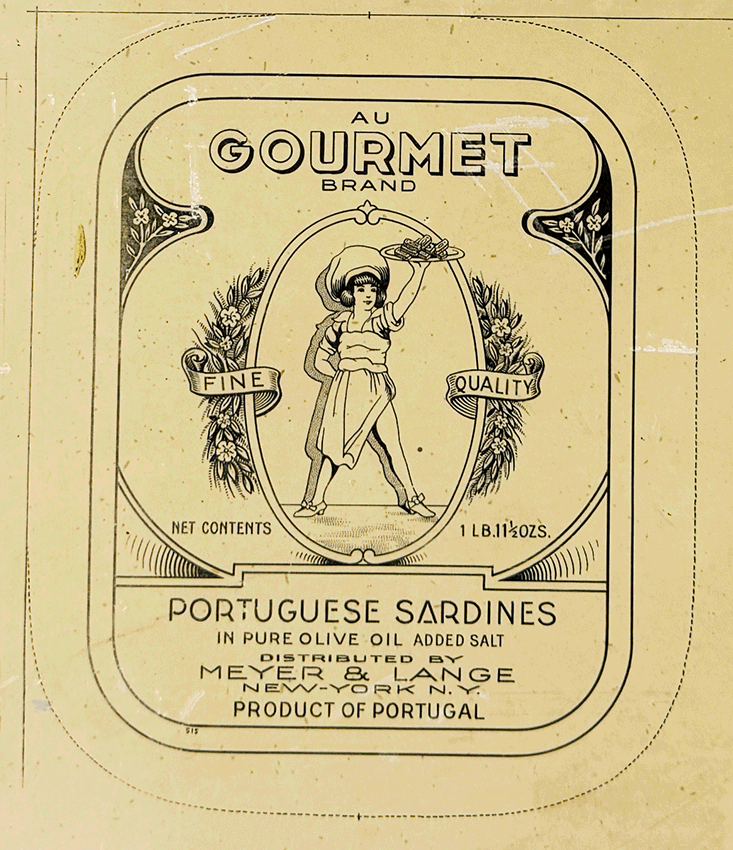 AU
GOURMET
BRAND
FINE
QUALITY
NET CONTENTS
1 LB.11½OZS.
PORTUGUESE SARDINES
IN PURE OLIVE OIL ADDED SALT
DISTRIBUTED BY
MEYER & LANGE
NEW-YORK N.Y.
PRODUCT OF PORTUGAL
515